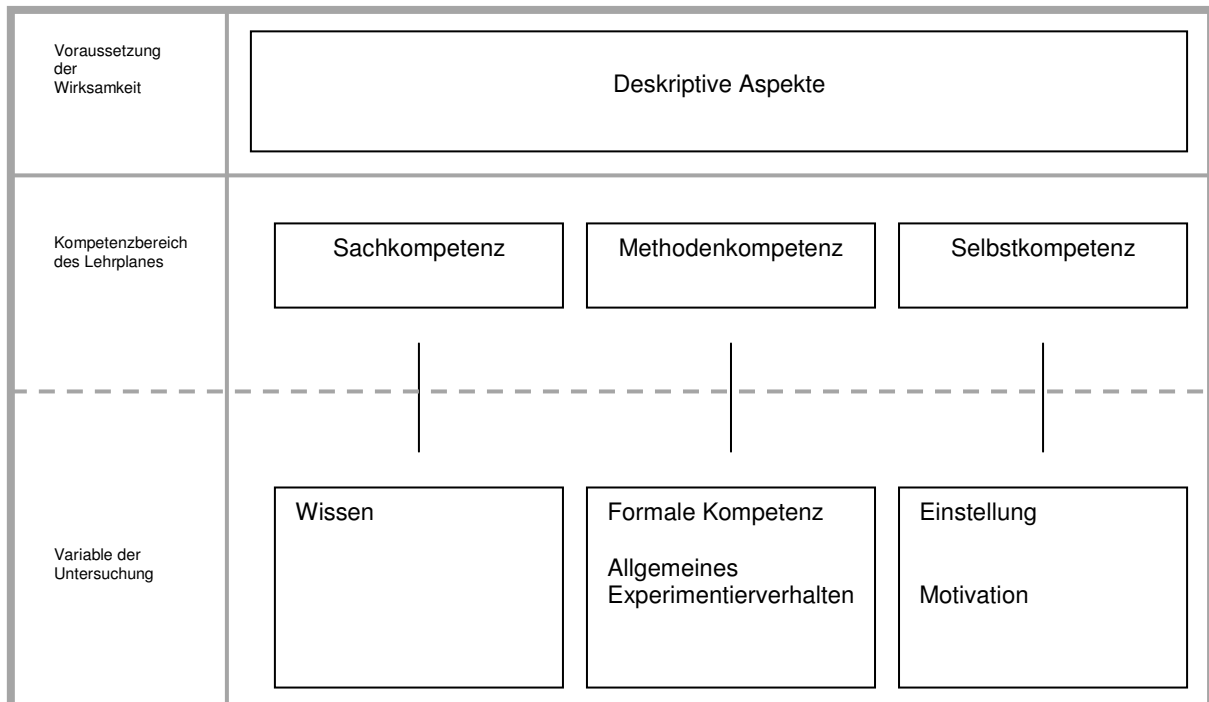 Voraussetzung
der
Wirksamkeit
Deskriptive Aspekte
Kompetenzbereich
des Lehrplanes
Sachkompetenz
Methodenkompetenz
Selbstkompetenz
Variable der
Untersuchung
Wissen
Formale Kompetenz
Allgemeines
Experimentierverhalten
Einstellung
Motivation